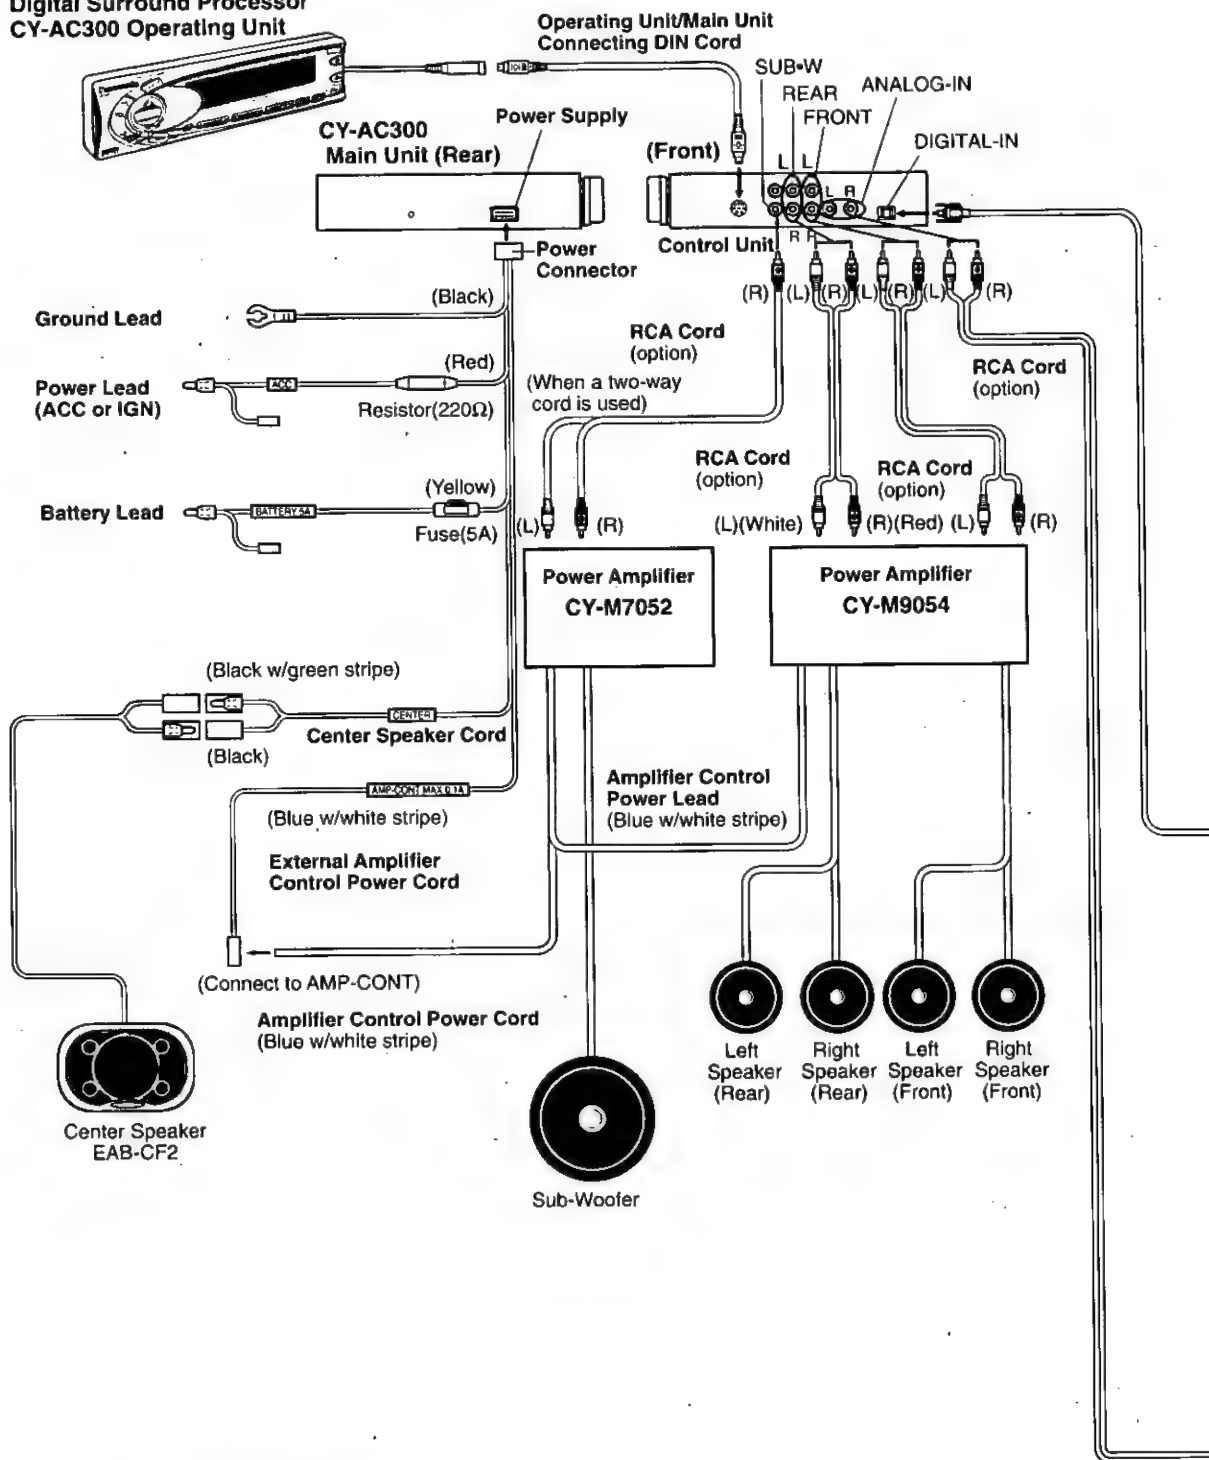 Digital Surround Processor
CY-AC300 Operating Unit
Operating Unit/Main Unit
Connecting DIN Cord
SUB•W
REAR
FRONT
ANALOG-IN
DIGITAL-IN
CY-AC300
Main Unit (Rear)
Power Supply
(Front)
L L
L R
R R
Control Unit
Power
Connector
(R) (L) (R) (L) (R) (L) (R)
Ground Lead
(Black)
RCA Cord
(option)
(When a two-way
cord is used)
RCA Cord
(option)
Power Lead
(ACC or IGN)
ACC
(Red)
Resistor(220Ω)
RCA Cord
(option)
RCA Cord
(option)
Battery Lead
BATTERY 5A
(Yellow)
Fuse(5A)
(L) (R)
(L)(White) (R)(Red) (L) (R)
Power Amplifier
CY-M7052
Power Amplifier
CY-M9054
(Black w/green stripe)
CENTER
Center Speaker Cord
(Black)
AMP-CONT MAX 0.1A
(Blue w/white stripe)
Amplifier Control
Power Lead
(Blue w/white stripe)
External Amplifier
Control Power Cord
(Connect to AMP-CONT)
Amplifier Control Power Cord
(Blue w/white stripe)
Left
Speaker
(Rear)
Right
Speaker
(Rear)
Left
Speaker
(Front)
Right
Speaker
(Front)
Center Speaker
EAB-CF2
Sub-Woofer